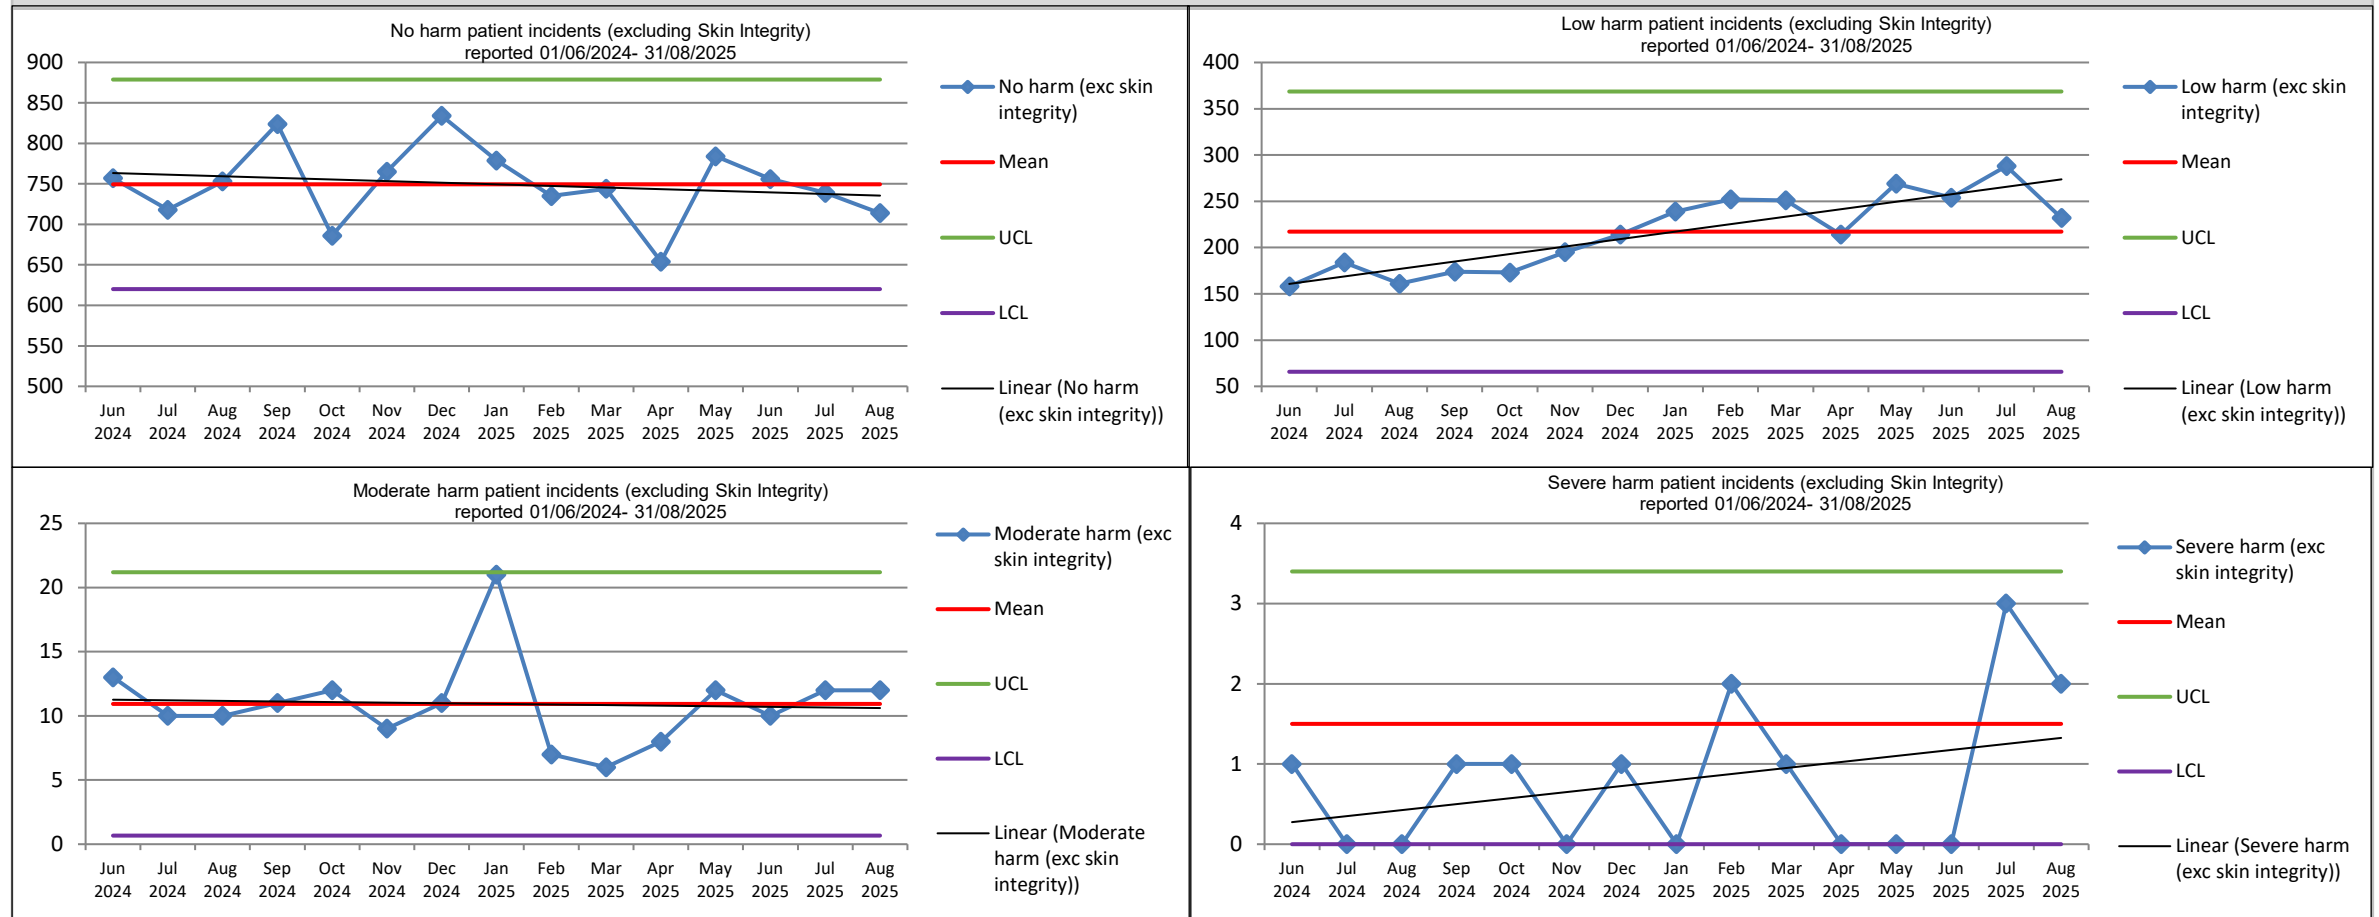 No harm patient incidents (excluding Skin Integrity)
reported 01/06/2024- 31/08/2025
900
850
800
750
700
650
600
550
500
Jun Jul Aug Sep Oct Nov Dec Jan Feb Mar Apr May Jun Jul Aug
2024 2024 2024 2024 2024 2024 2024 2025 2025 2025 2025 2025 2025 2025 2025
No harm (exc skin
integrity)
Mean
UCL
LCL
Linear (No harm
(exc skin integrity))
Low harm patient incidents (excluding Skin Integrity)
reported 01/06/2024- 31/08/2025
400
350
300
250
200
150
100
50
Jun Jul Aug Sep Oct Nov Dec Jan Feb Mar Apr May Jun Jul Aug
2024 2024 2024 2024 2024 2024 2024 2025 2025 2025 2025 2025 2025 2025 2025
Low harm (exc skin
integrity)
Mean
UCL
LCL
Linear (Low harm
(exc skin integrity))
Moderate harm patient incidents (excluding Skin Integrity)
reported 01/06/2024- 31/08/2025
25
20
15
10
5
0
Jun Jul Aug Sep Oct Nov Dec Jan Feb Mar Apr May Jun Jul Aug
2024 2024 2024 2024 2024 2024 2024 2025 2025 2025 2025 2025 2025 2025 2025
Moderate harm (exc
skin integrity)
Mean
UCL
LCL
Linear (Moderate
harm (exc skin
integrity))
Severe harm patient incidents (excluding Skin Integrity)
reported 01/06/2024- 31/08/2025
4
3
2
1
0
Jun Jul Aug Sep Oct Nov Dec Jan Feb Mar Apr May Jun Jul Aug
2024 2024 2024 2024 2024 2024 2024 2025 2025 2025 2025 2025 2025 2025 2025
Severe harm (exc
skin integrity)
Mean
UCL
LCL
Linear (Severe harm
(exc skin integrity))